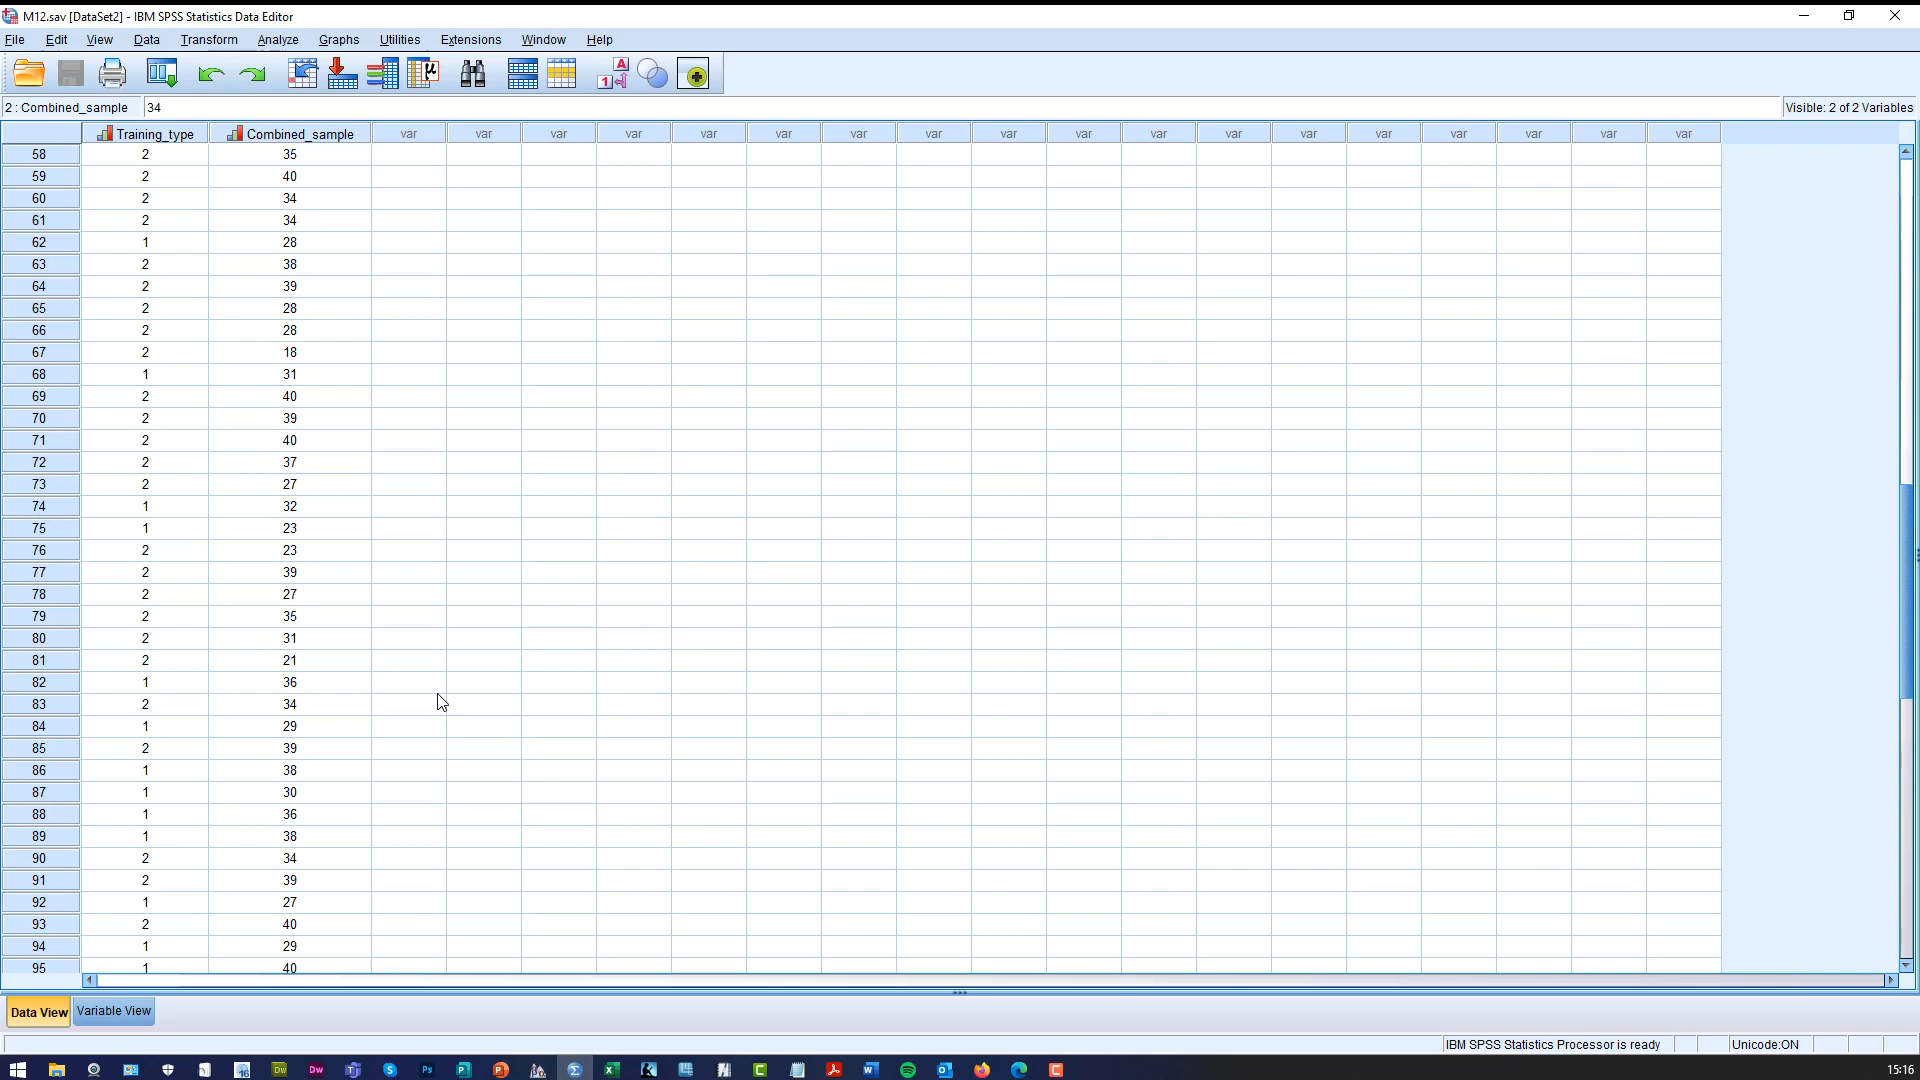 M12.sav [DataSet2] - IBM SPSS Statistics Data Editor
File Edit View Data Transform Analyze Graphs Utilities Extensions Window Help
2 : Combined_sample 34 Visible: 2 of 2 Variables
Training_type Combined_sample var var var var var var var var var var var var var var var var var var
58 2 35
59 2 40
60 2 34
61 2 34
62 1 28
63 2 38
64 2 39
65 2 28
66 2 28
67 2 18
68 1 31
69 2 40
70 2 39
71 2 40
72 2 37
73 2 27
74 1 32
75 1 23
76 2 23
77 2 39
78 2 27
79 2 35
80 2 31
81 2 21
82 1 36
83 2 34
84 1 29
85 2 39
86 1 38
87 1 30
88 1 36
89 1 38
90 2 34
91 2 39
92 1 27
93 2 40
94 1 29
95 1 40
Data View Variable View
IBM SPSS Statistics Processor is ready Unicode:ON
15:16